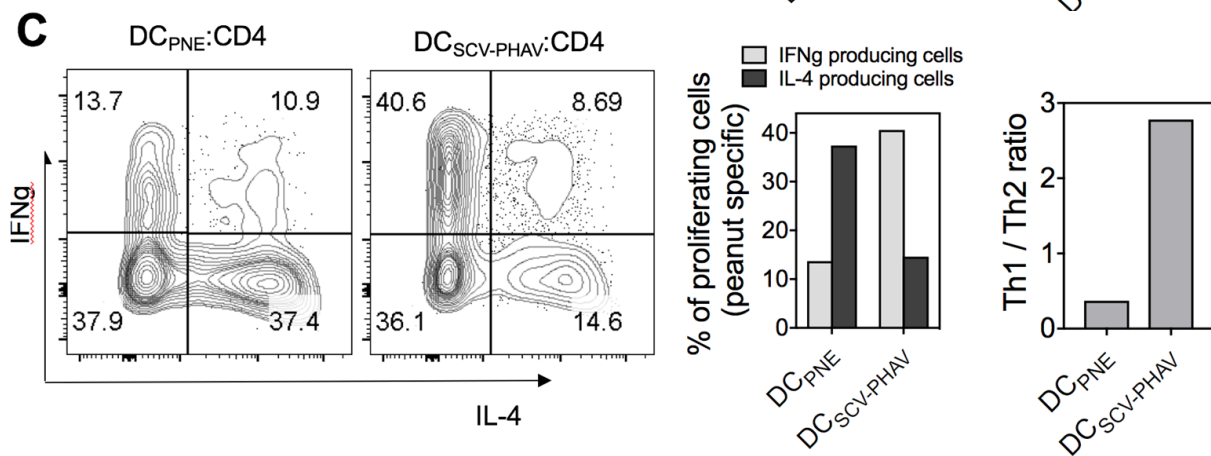 C
DCPNE:CD4
DCSCV-PHAV:CD4
13.7
10.9
37.9
37.4
40.6
8.69
36.1
14.6
IFNg
IL-4
IFNg producing cells
IL-4 producing cells
% of proliferating cells
(peanut specific)
40
30
20
10
0
DCPNE
DCSCV-PHAV
Th1 / Th2 ratio
3
2
1
0
DCPNE
DCSCV-PHAV